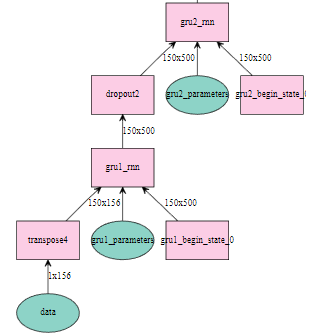 gru2_rnn
150x500
150x500
dropout2
gru2_parameters
gru2_begin_state_0
150x500
gru1_rnn
150x156
150x500
transpose4
gru1_parameters
gru1_begin_state_0
1x156
data